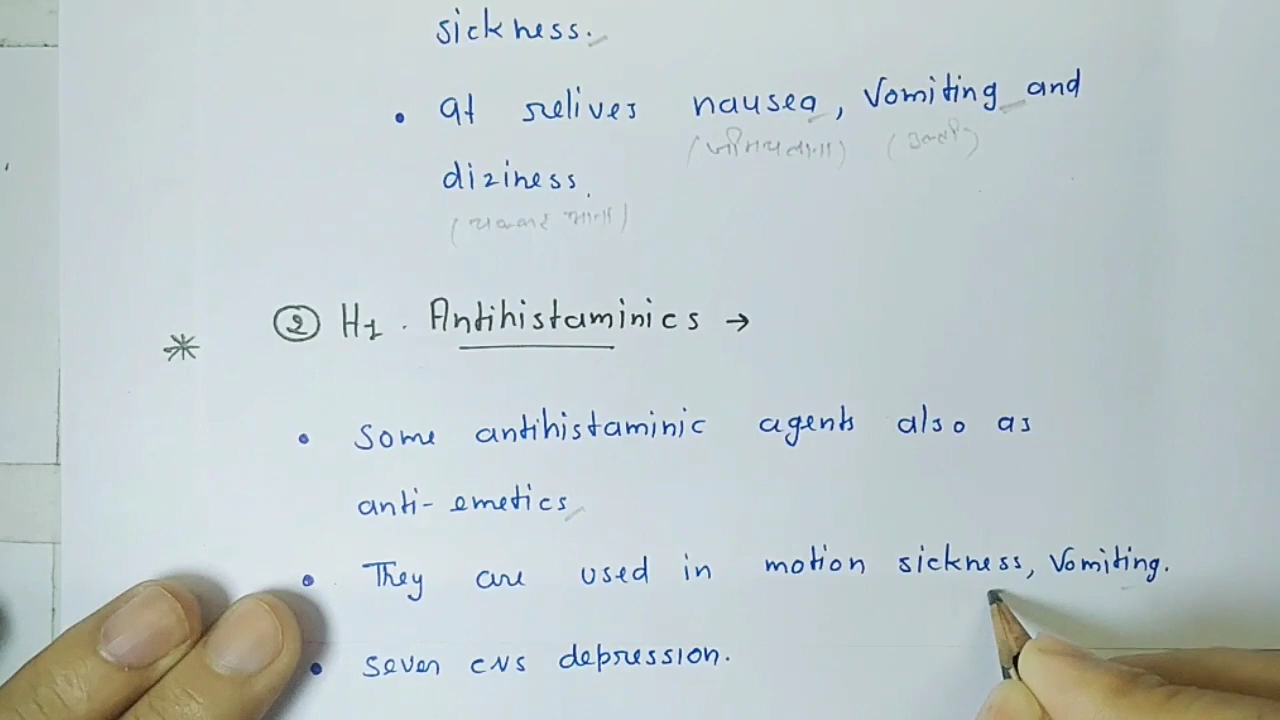 sickness.
• It relives nausea, Vomiting and
diziness.
② H1. Antihistaminics →
*
• Some antihistaminic agents also as
anti-emetics
• They are used in motion sickness, Vomiting.
• Seven CNS depression.